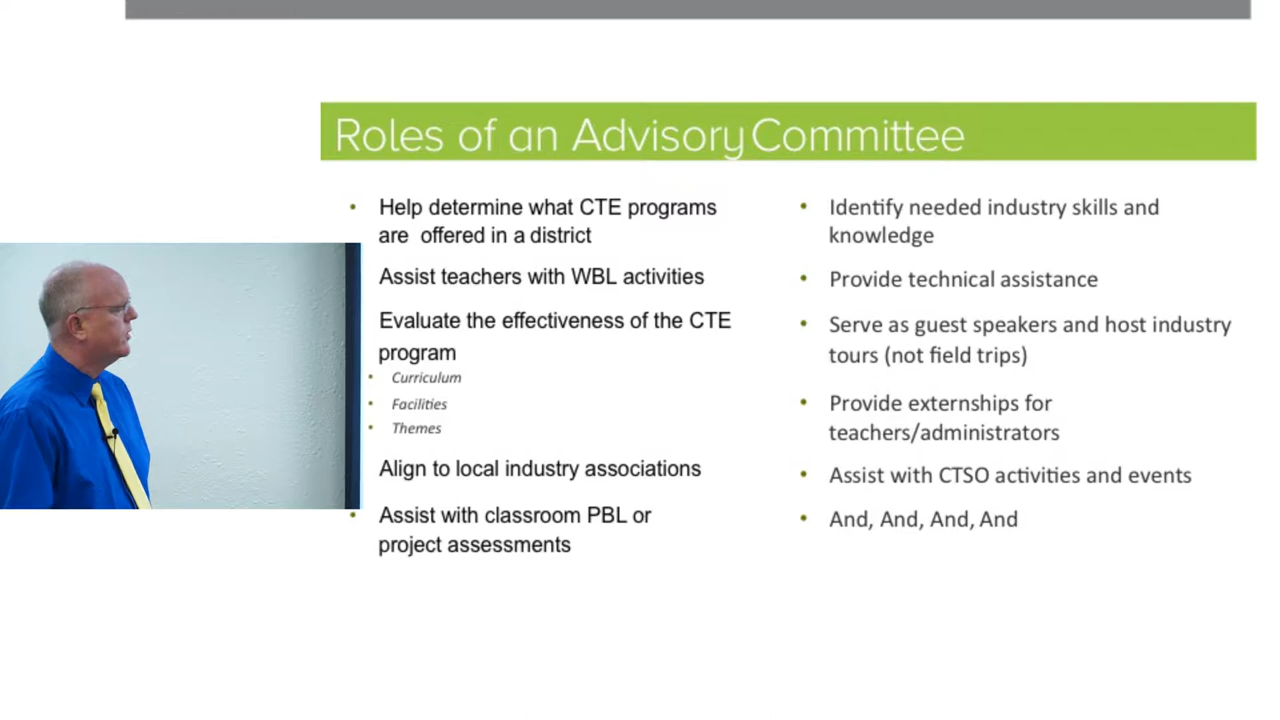 Roles of an Advisory Committee
Help determine what CTE programs
are offered in a district
Assist teachers with WBL activities
Evaluate the effectiveness of the CTE
program
Curriculum
Facilities
Themes
Align to local industry associations
Assist with classroom PBL or
project assessments
Identify needed industry skills and
knowledge
Provide technical assistance
Serve as guest speakers and host industry
tours (not field trips)
Provide externships for
teachers/administrators
Assist with CTSO activities and events
And, And, And, And